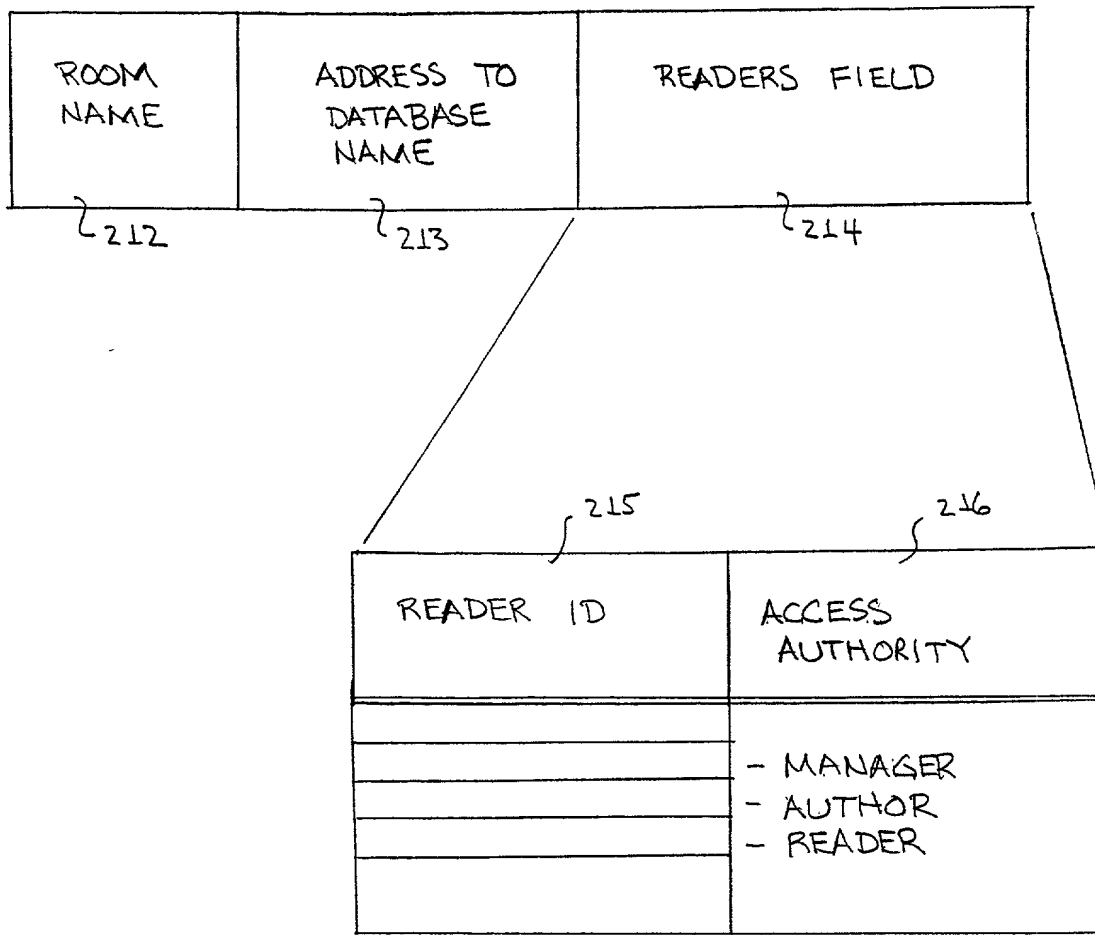 ROOM
NAME
ADDRESS TO
DATABASE
NAME
READERS FIELD
212
213
214
215
216
READER ID
ACCESS
AUTHORITY
- MANAGER
- AUTHOR
- READER